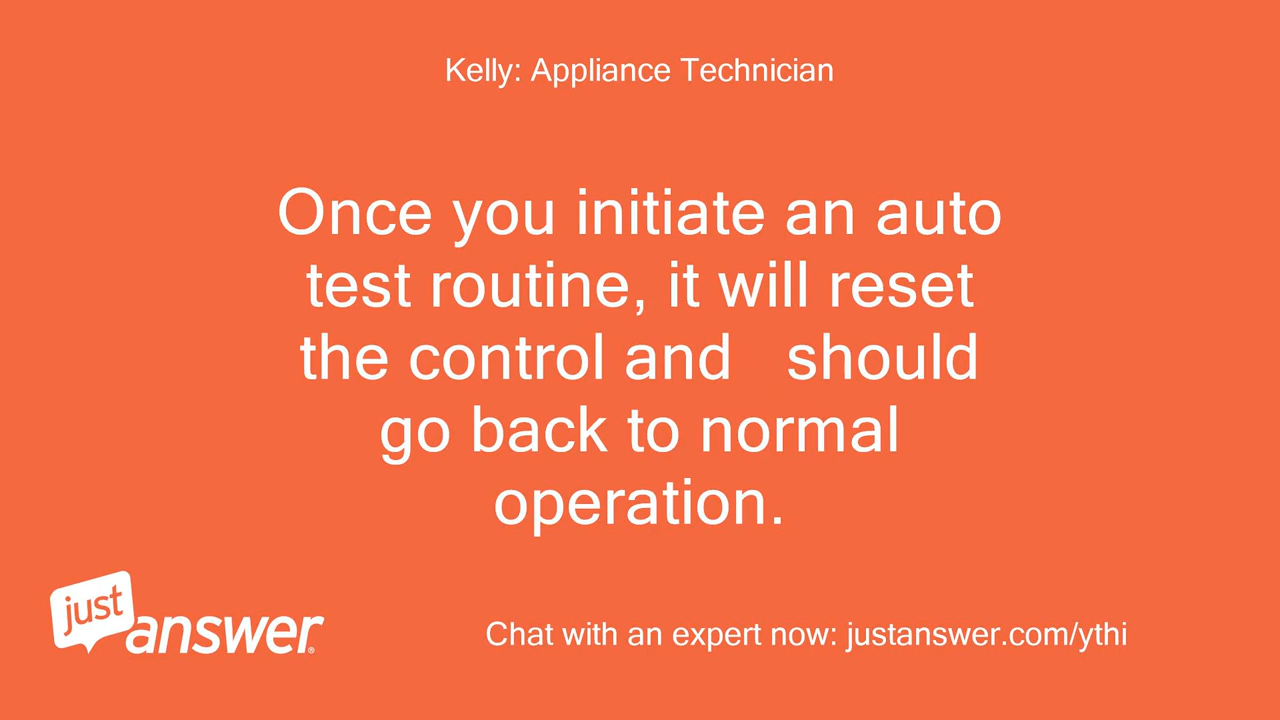 Kelly: Appliance Technician
Once you initiate an auto
test routine, it will reset
the control and   should
go back to normal
operation.
just
answer®
Chat with an expert now: justanswer.com/ythi